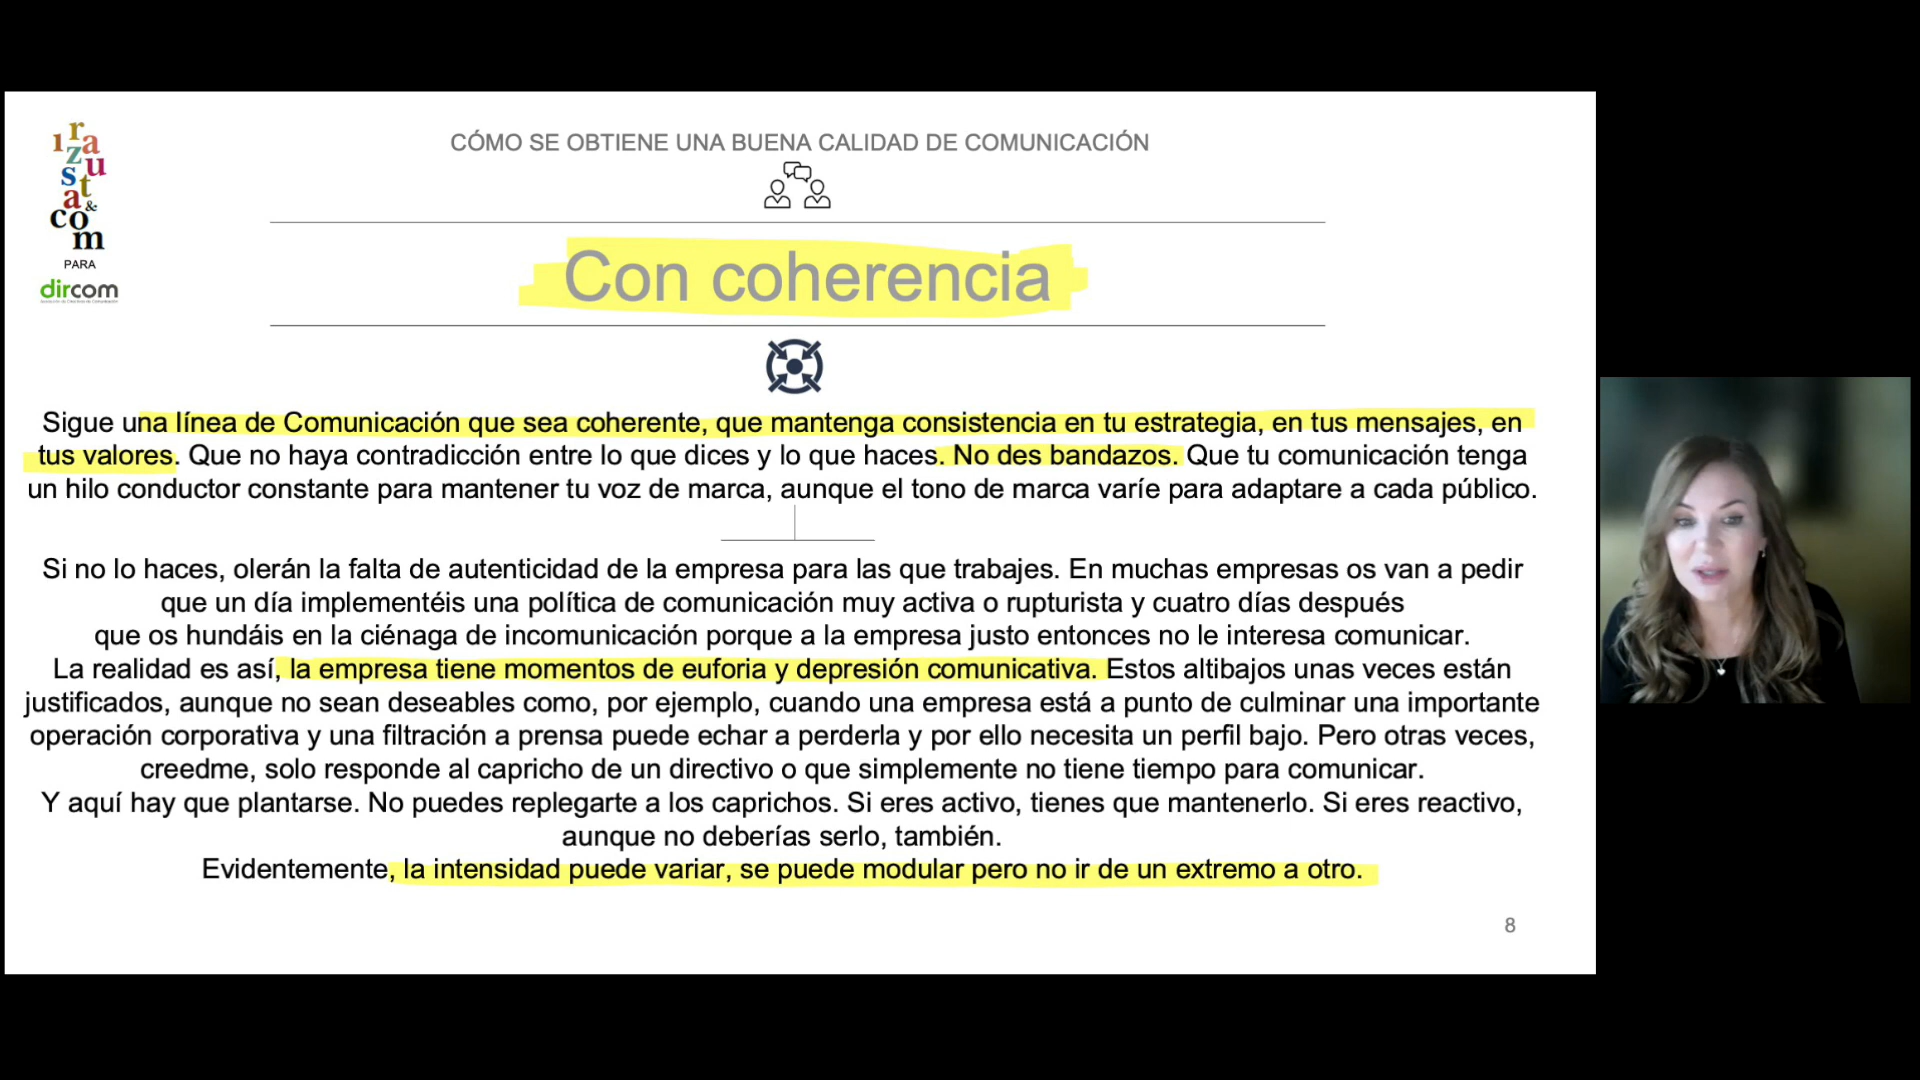 irazusta
&
com
PARA
dircom
CÓMO SE OBTIENE UNA BUENA CALIDAD DE COMUNICACIÓN
Con coherencia
Sigue una línea de Comunicación que sea coherente, que mantenga consistencia en tu estrategia, en tus mensajes, en
tus valores. Que no haya contradicción entre lo que dices y lo que haces. No des bandazos. Que tu comunicación tenga
un hilo conductor constante para mantener tu voz de marca, aunque el tono de marca varíe para adaptare a cada público.
Si no lo haces, olerán la falta de autenticidad de la empresa para las que trabajes. En muchas empresas os van a pedir
que un día implementéis una política de comunicación muy activa o rupturista y cuatro días después
que os hundáis en la ciénaga de incomunicación porque a la empresa justo entonces no le interesa comunicar.
La realidad es así, la empresa tiene momentos de euforia y depresión comunicativa. Estos altibajos unas veces están
justificados, aunque no sean deseables como, por ejemplo, cuando una empresa está a punto de culminar una importante
operación corporativa y una filtración a prensa puede echar a perderla y por ello necesita un perfil bajo. Pero otras veces,
creedme, solo responde al capricho de un directivo o que simplemente no tiene tiempo para comunicar.
Y aquí hay que plantarse. No puedes replegarte a los caprichos. Si eres activo, tienes que mantenerlo. Si eres reactivo,
aunque no deberías serlo, también.
Evidentemente, la intensidad puede variar, se puede modular pero no ir de un extremo a otro.
8